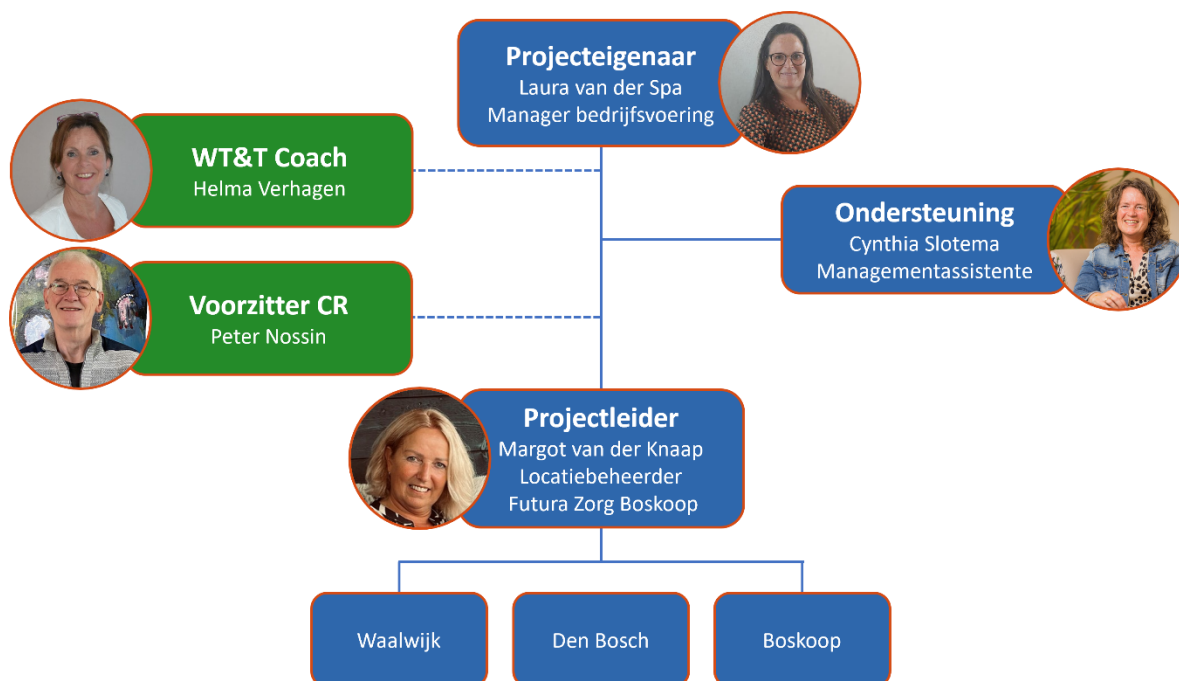 Projecteigenaar
Laura van der Spa
Manager bedrijfsvoering
WT&T Coach
Helma Verhagen
Ondersteuning
Cynthia Slotema
Managementassistente
Voorzitter CR
Peter Nossin
Projectleider
Margot van der Knaap
Locatiebeheerder
Futura Zorg Boskoop
Waalwijk
Den Bosch
Boskoop